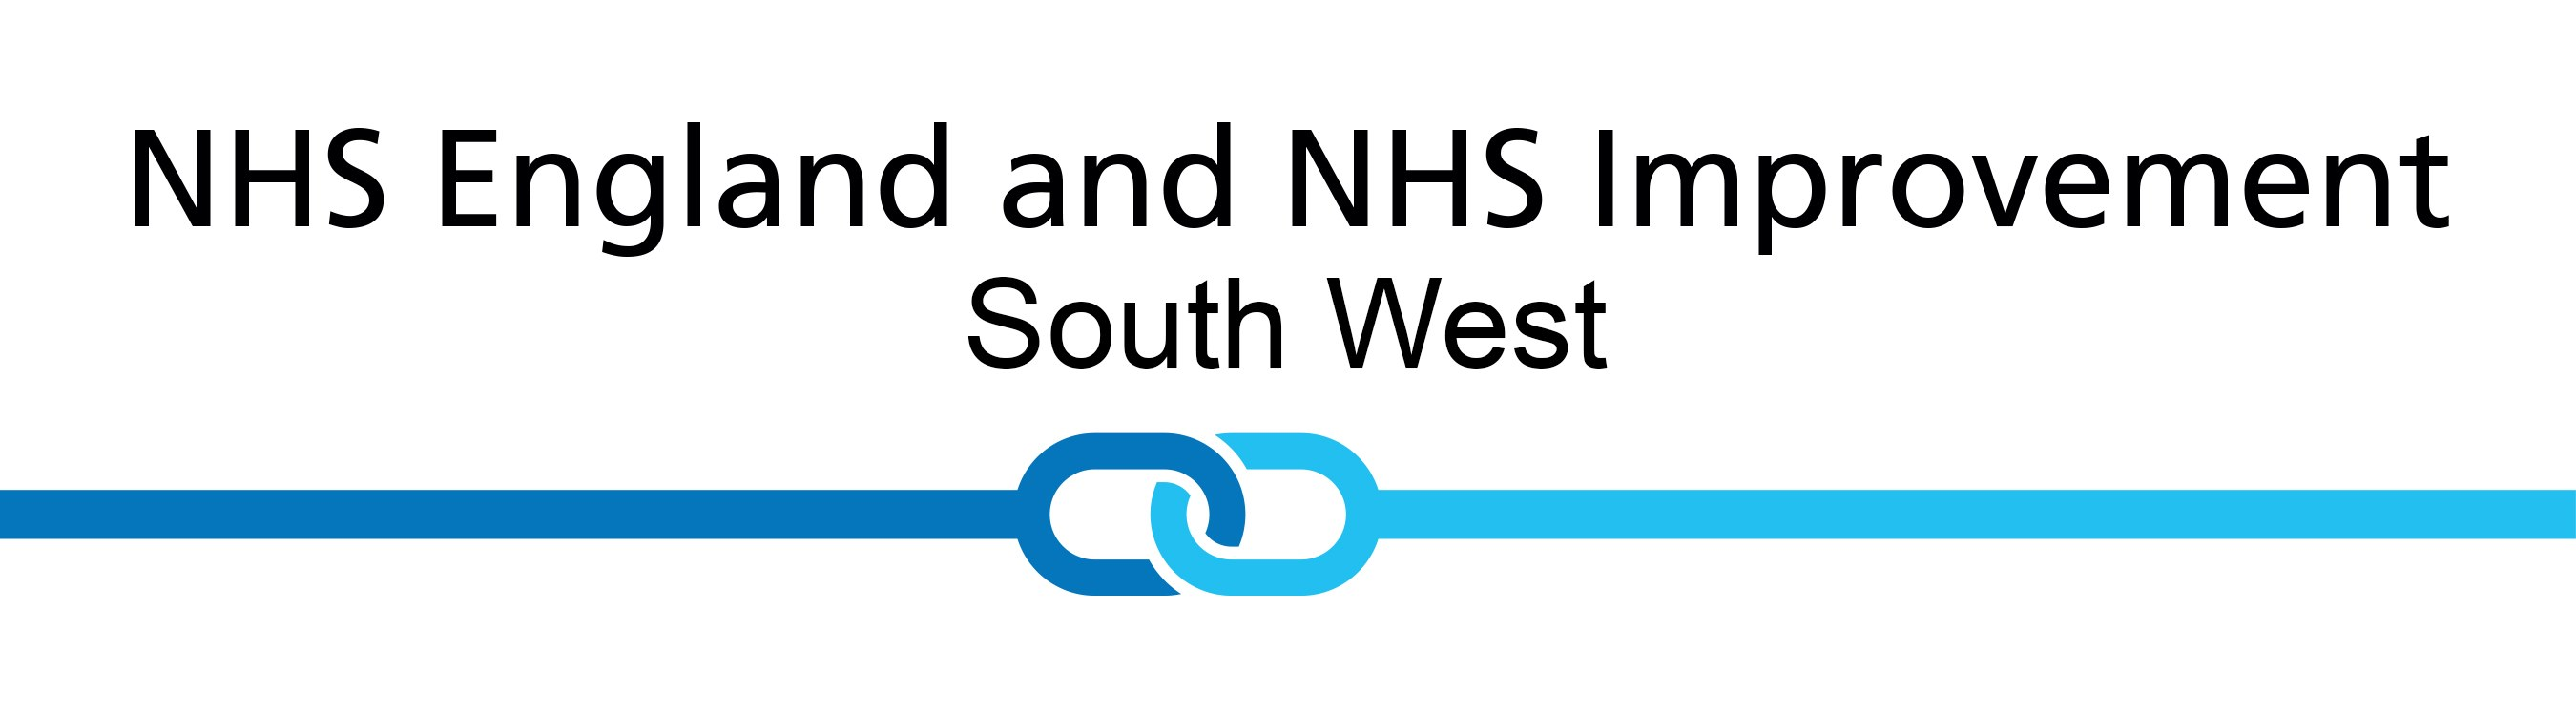 NHS England and NHS Improvement
South West